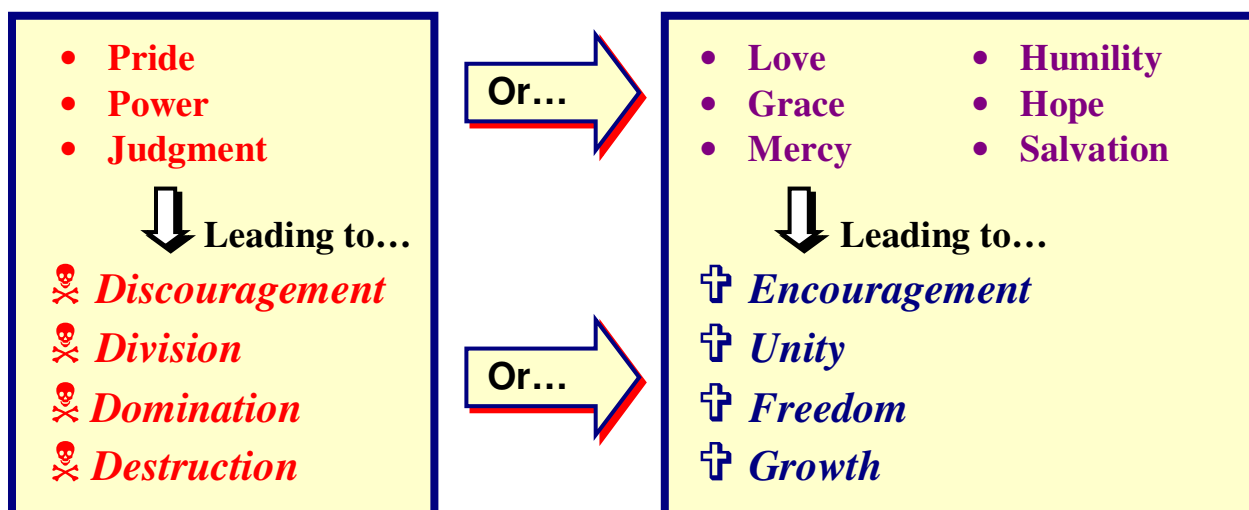 • Pride
• Power
• Judgment
Leading to…
☠ Discouragement
☠ Division
☠ Domination
☠ Destruction
Or…
Or…
• Love
• Grace
• Mercy
• Humility
• Hope
• Salvation
Leading to…
✞ Encouragement
✞ Unity
✞ Freedom
✞ Growth